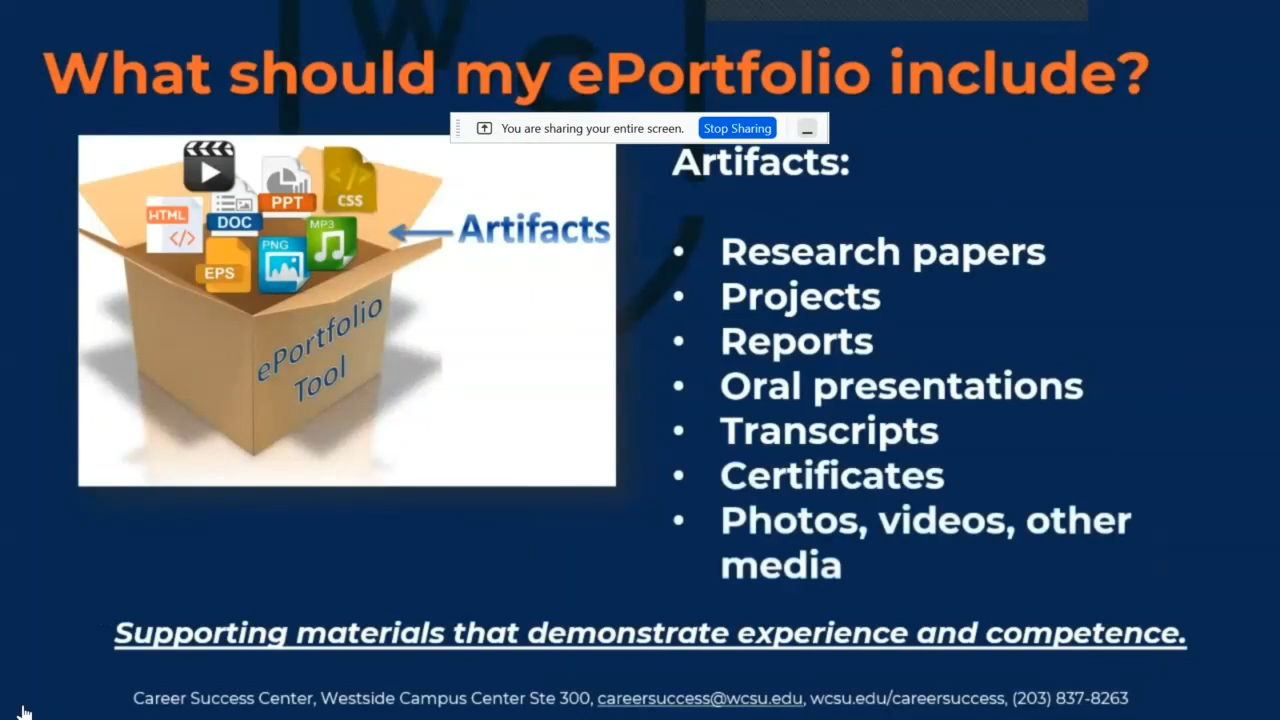 What should my ePortfolio include?
You are sharing your entire screen. Stop Sharing
Artifacts:
PPT
CSS
HTML
DOC
MP3
PNG
EPS
Artifacts
ePortfolio
Tool
• Research papers
• Projects
• Reports
• Oral presentations
• Transcripts
• Certificates
• Photos, videos, other
media
Supporting materials that demonstrate experience and competence.
Career Success Center, Westside Campus Center Ste 300, careersuccess@wcsu.edu, wcsu.edu/careersuccess, (203) 837-8263